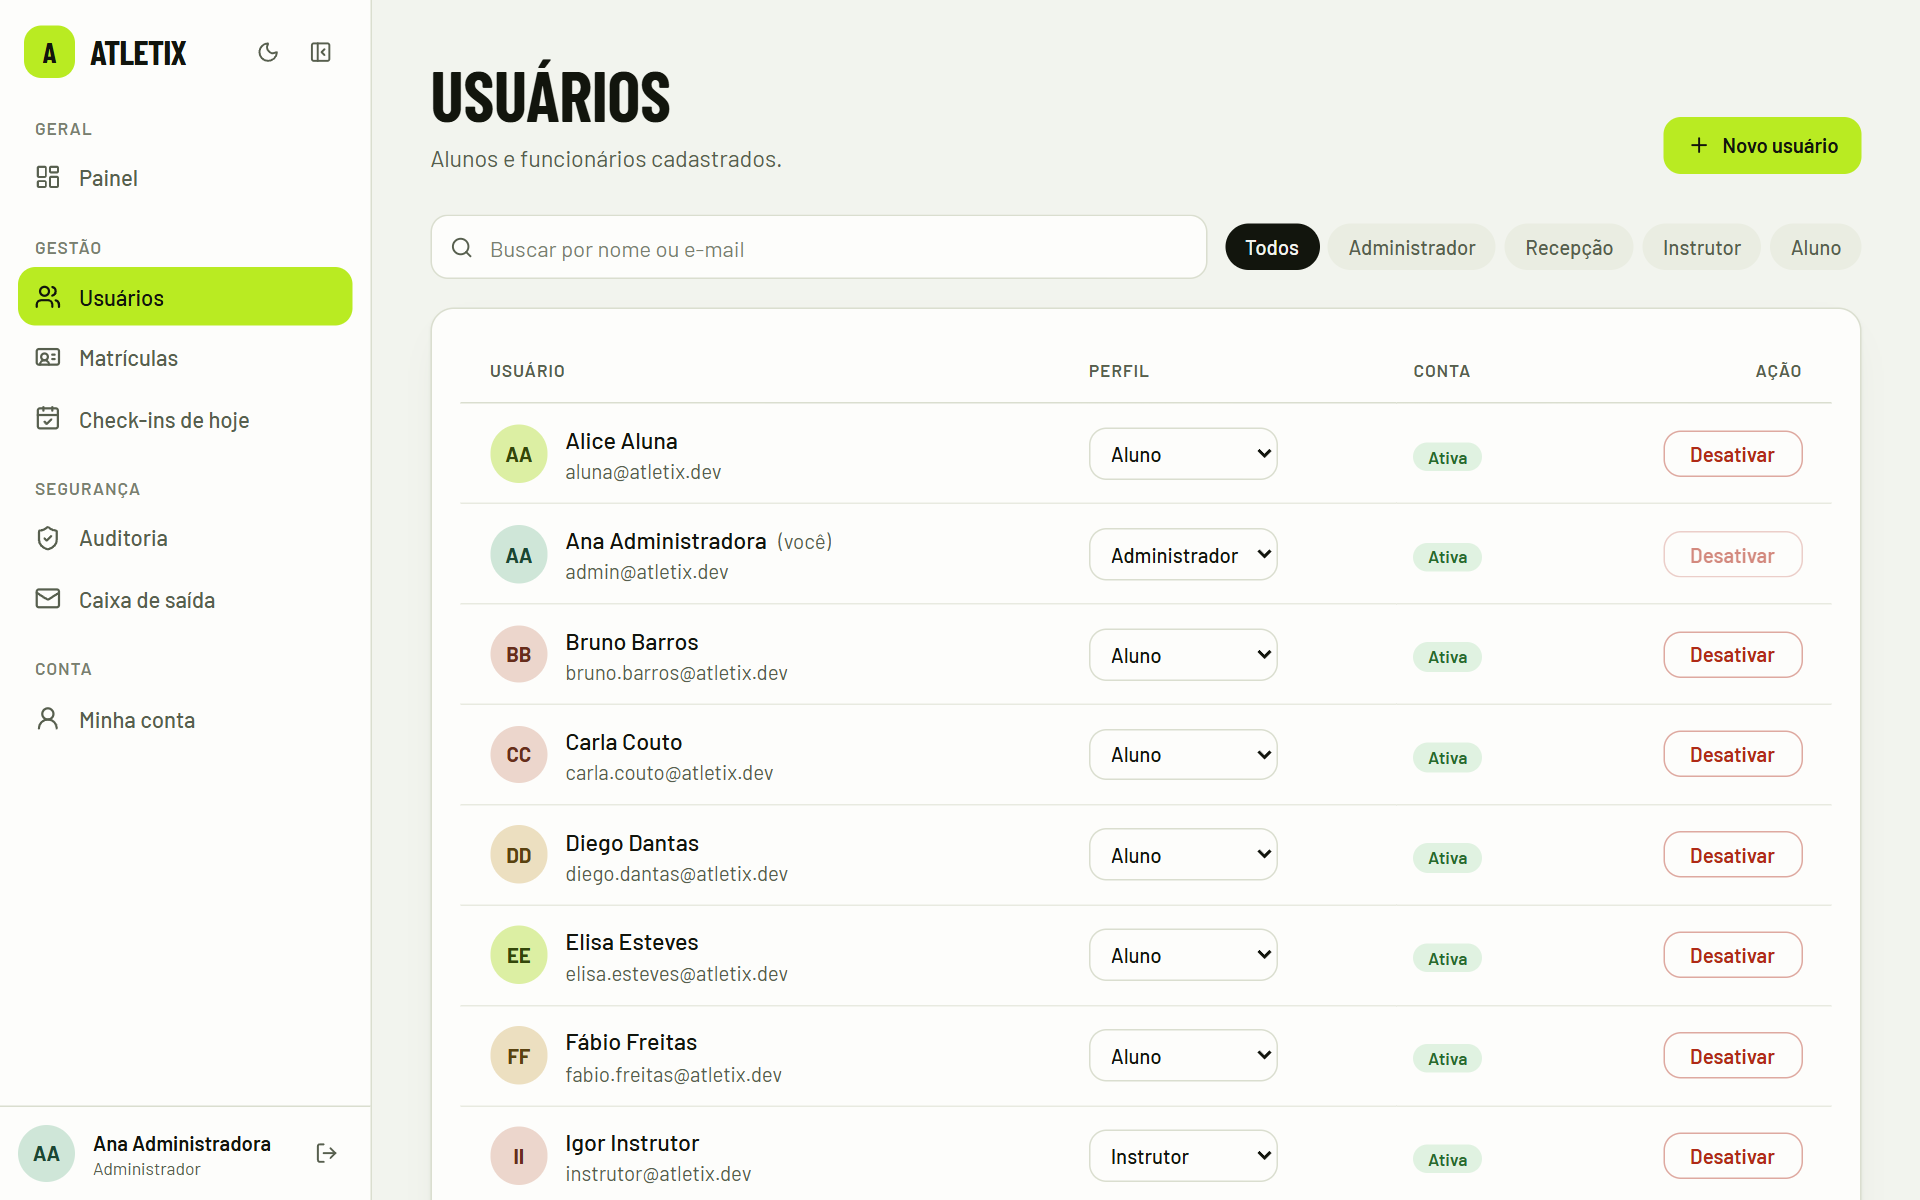 A
ATLETIX
GERAL
Painel
GESTÃO
Usuários
Matrículas
Check-ins de hoje
SEGURANÇA
Auditoria
Caixa de saída
CONTA
Minha conta
AA
Ana Administradora
Administrador
USUÁRIOS
Alunos e funcionários cadastrados.
Novo usuário
Buscar por nome ou e-mail
Todos
Administrador
Recepção
Instrutor
Aluno
USUÁRIO PERFIL CONTA AÇÃO
AA
Alice Aluna
aluna@atletix.dev
Aluno
Ativa
Desativar
AA
Ana Administradora (você)
admin@atletix.dev
Administrador
Ativa
Desativar
BB
Bruno Barros
bruno.barros@atletix.dev
Aluno
Ativa
Desativar
CC
Carla Couto
carla.couto@atletix.dev
Aluno
Ativa
Desativar
DD
Diego Dantas
diego.dantas@atletix.dev
Aluno
Ativa
Desativar
EE
Elisa Esteves
elisa.esteves@atletix.dev
Aluno
Ativa
Desativar
FF
Fábio Freitas
fabio.freitas@atletix.dev
Aluno
Ativa
Desativar
II
Igor Instrutor
instrutor@atletix.dev
Instrutor
Ativa
Desativar